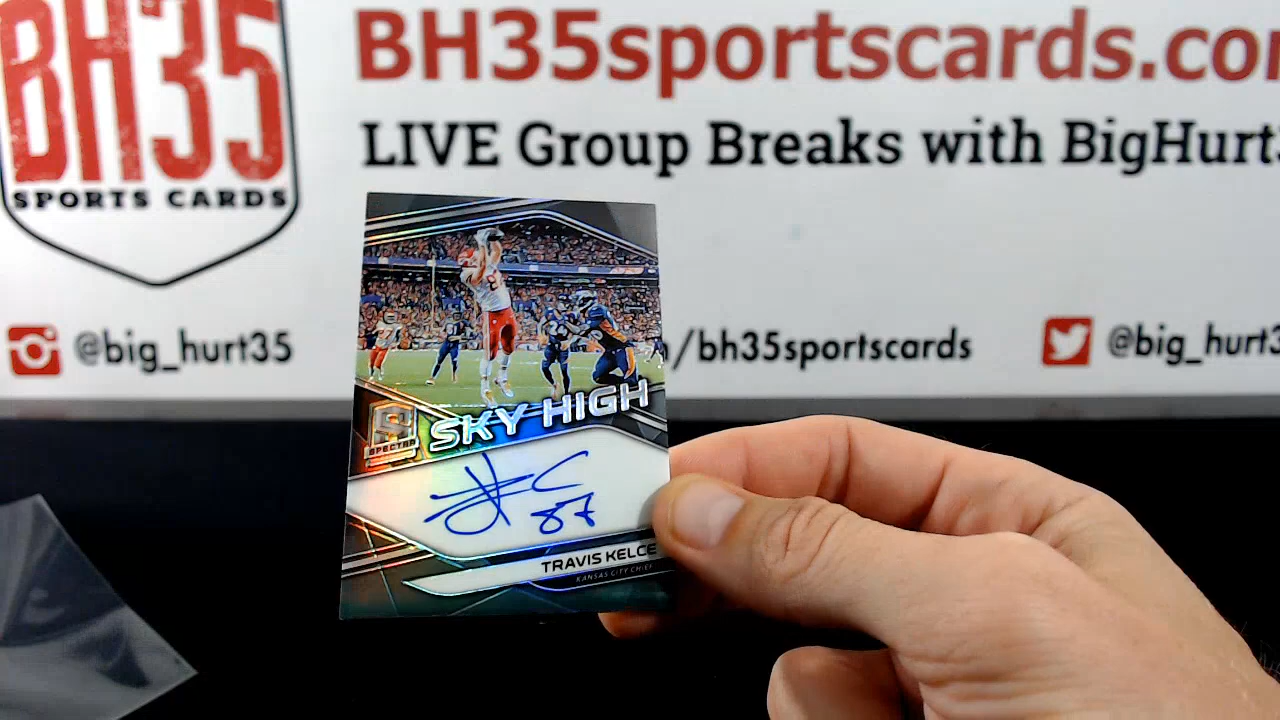 BH35
SPORTS CARDS
BH35sportscards.co
LIVE Group Breaks with BigHurt
@big_hurt35
/bh35sportscards
@big_hurt3
SKY HIGH
SPECTRA
87
TRAVIS KELCE
KANSAS CITY CHIEF